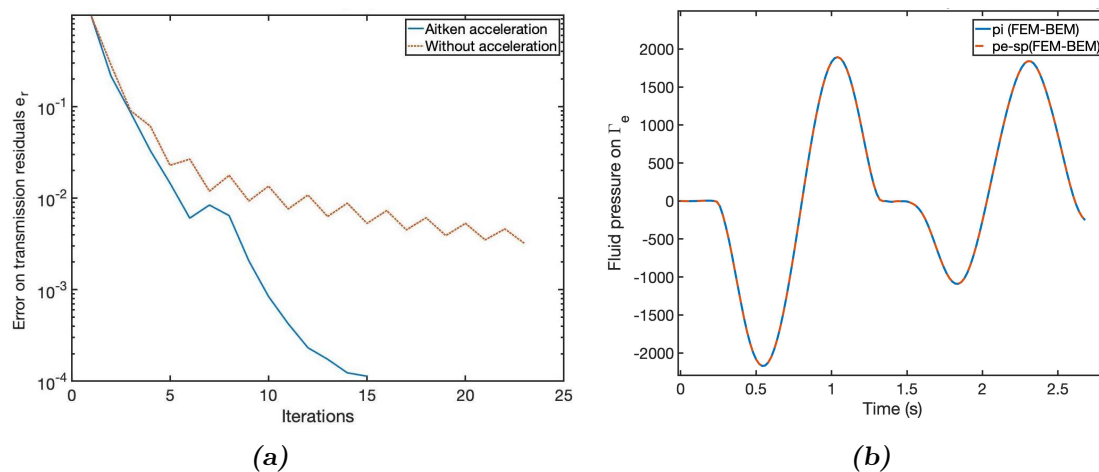 Aitken acceleration
Without acceleration
Error on transmission residuals e_r
10^-1
10^-2
10^-3
10^-4
0 5 10 15 20 25
Iterations
(a)
pi (FEM-BEM)
pe-sp(FEM-BEM)
Fluid pressure on Γ_e
2000
1500
1000
500
0
-500
-1000
-1500
-2000
0 0.5 1 1.5 2 2.5
Time (s)
(b)